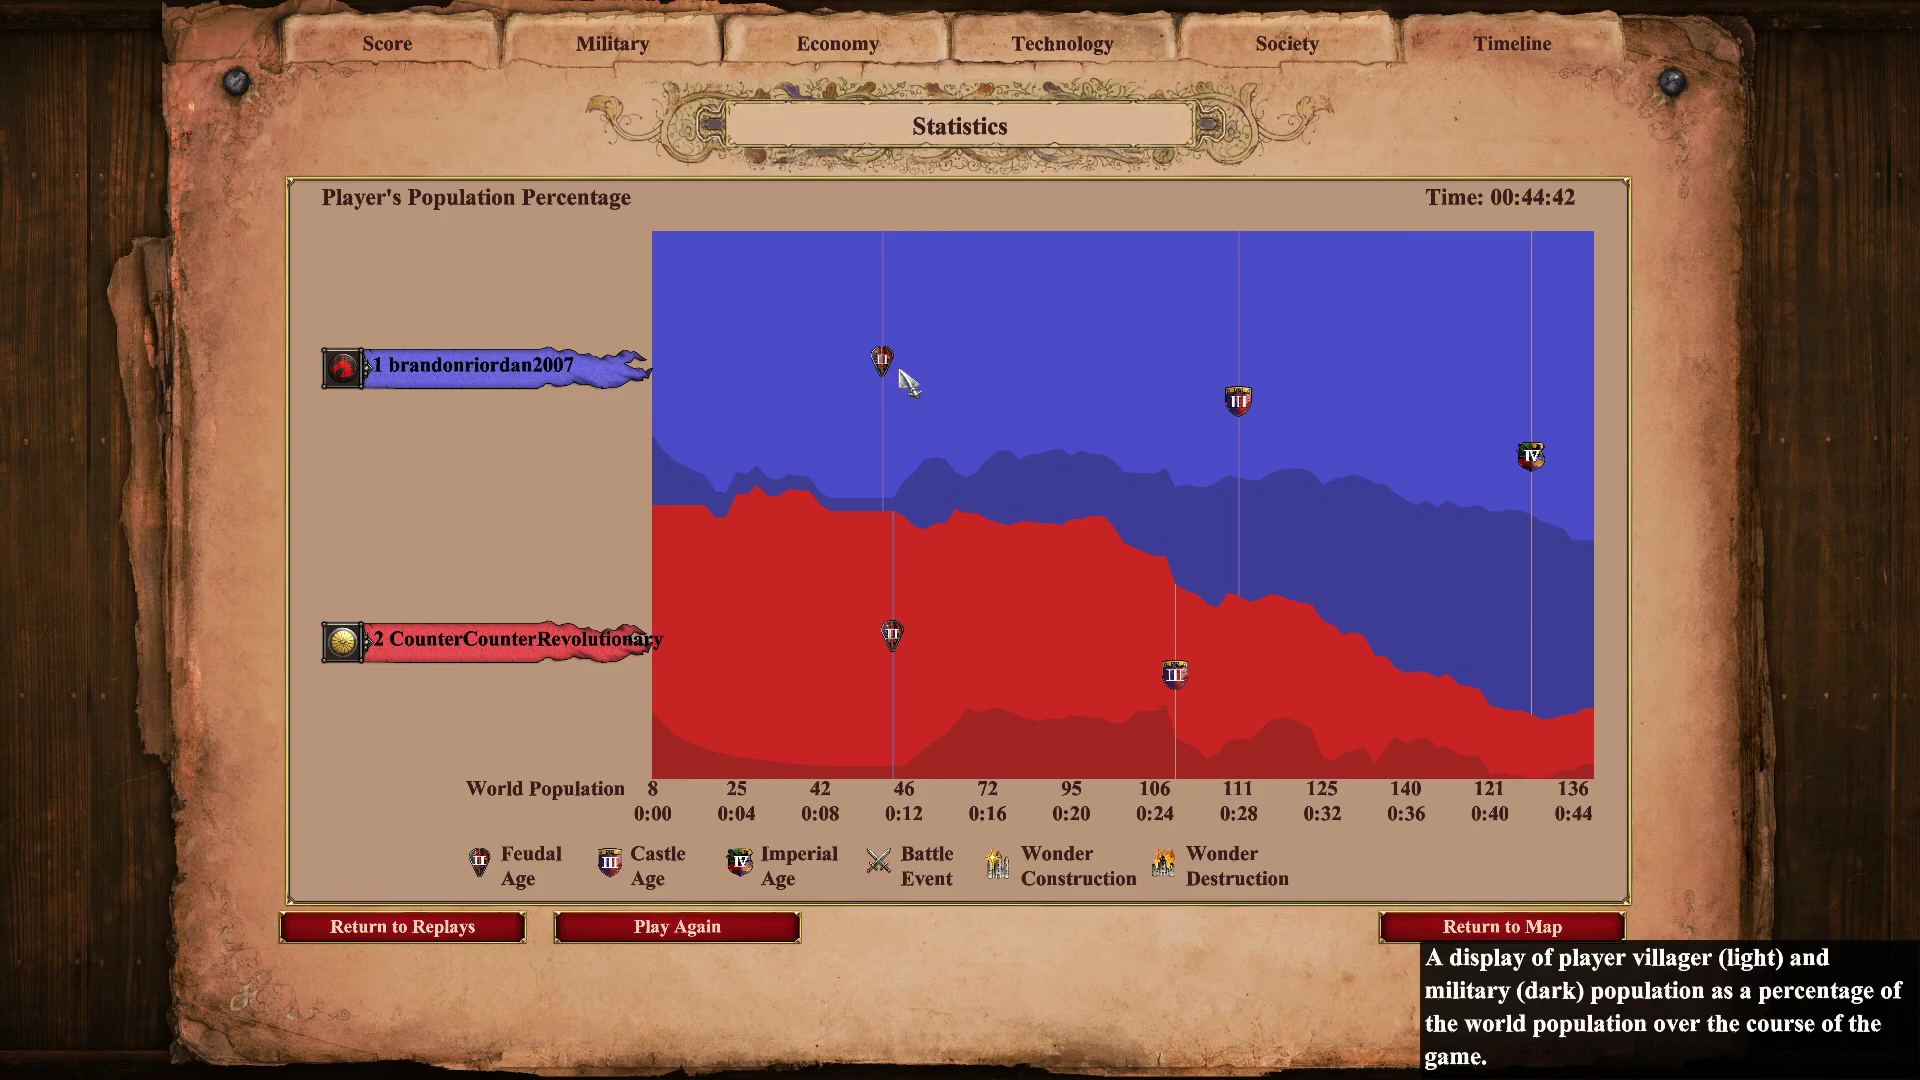 Score Military Economy Technology Society Timeline
Statistics
Player's Population Percentage Time: 00:44:42
1 brandonriordan2007
2 CounterCounterRevolutionary
World Population 8 25 42 46 72 95 106 111 125 140 121 136
0:00 0:04 0:08 0:12 0:16 0:20 0:24 0:28 0:32 0:36 0:40 0:44
Feudal Age
Castle Age
Imperial Age
Battle Event
Wonder Construction
Wonder Destruction
Return to Replays Play Again Return to Map
A display of player villager (light) and
military (dark) population as a percentage of
the world population over the course of the
game.